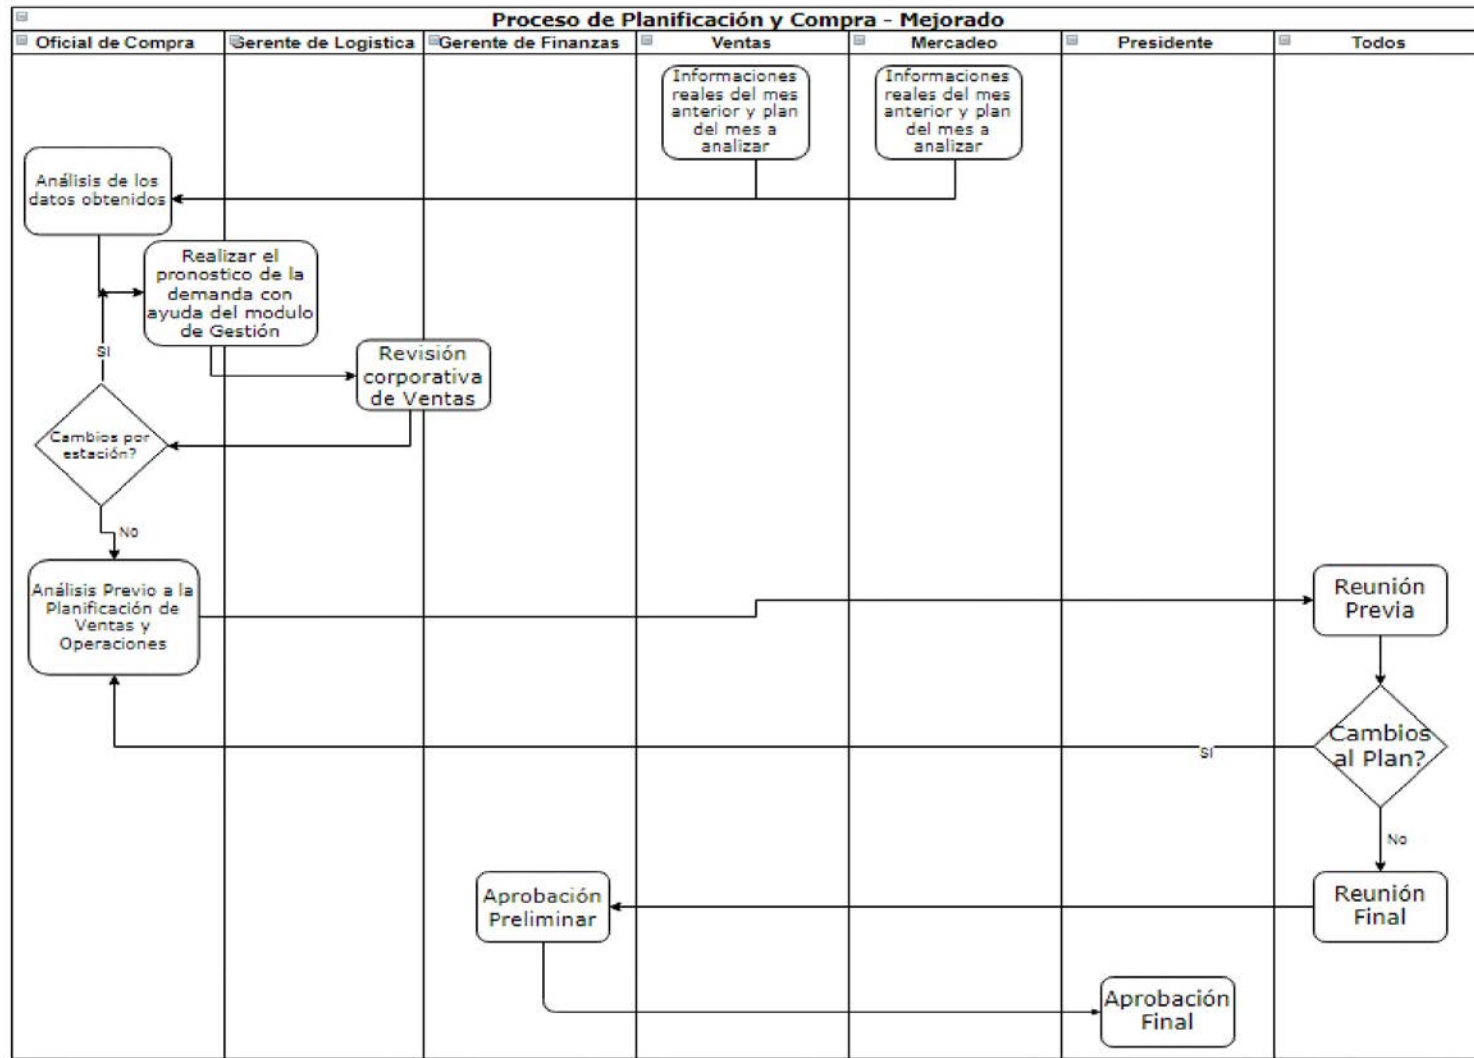 Proceso de Planificación y Compra - Mejorado
Oficial de Compra
Gerente de Logistica
Gerente de Finanzas
Ventas
Mercadeo
Presidente
Todos
Informaciones
reales del mes
anterior y plan
del mes a
analizar
Informaciones
reales del mes
anterior y plan
del mes a
analizar
Análisis de los
datos obtenidos
Realizar el
pronostico de la
demanda con
ayuda del modulo
de Gestión
Revisión
corporativa
de Ventas
SI
Cambios por
estación?
No
Análisis Previo a la
Planificación de
Ventas y
Operaciones
Reunión
Previa
Cambios
al Plan?
SI
No
Reunión
Final
Aprobación
Preliminar
Aprobación
Final